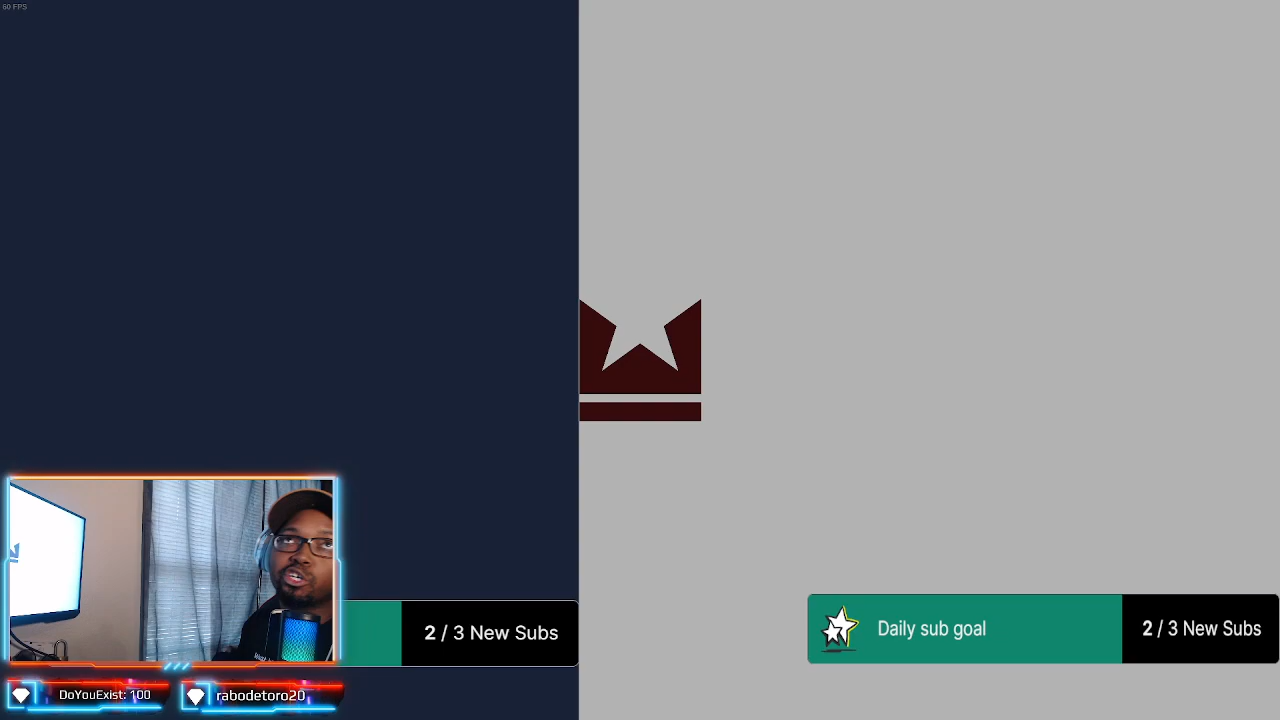 60 FPS
2 / 3 New Subs
Daily sub goal
2 / 3 New Subs
DoYouExist: 100
rabodetoro20